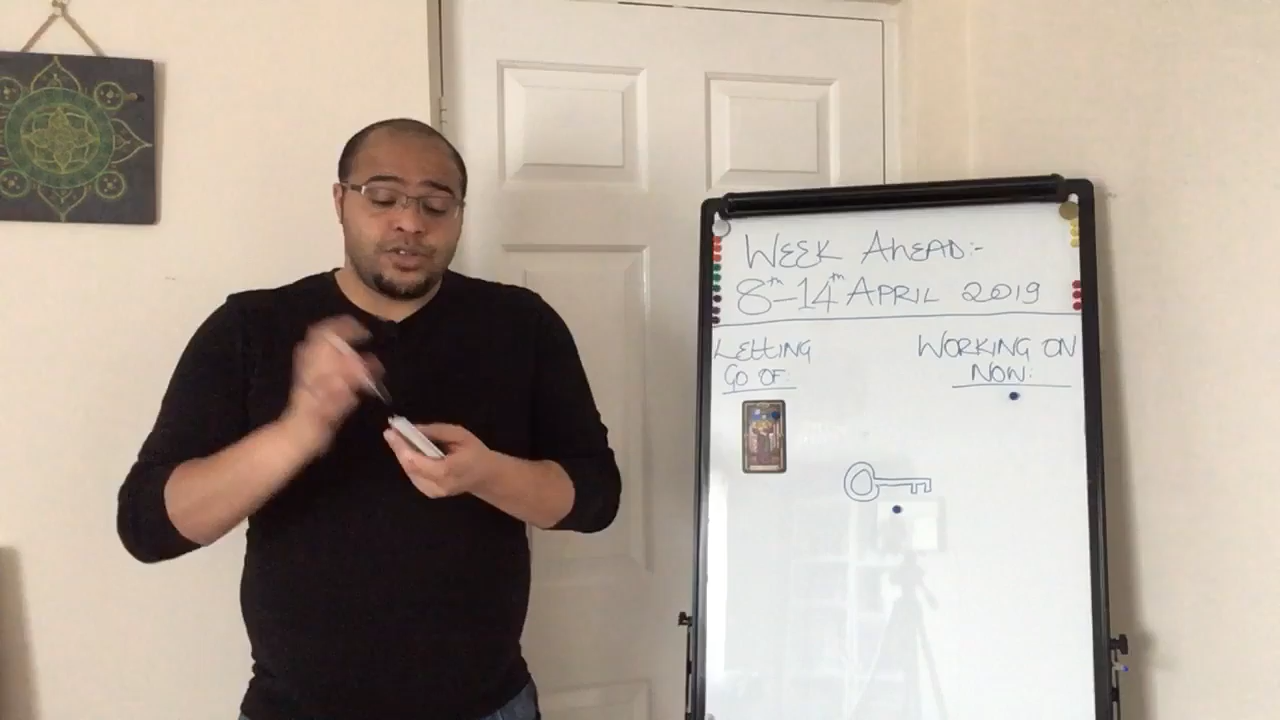 WEEK AHEAD:-
8th-14th APRIL 2019
LETTING
GO OF:
WORKING ON
NOW: